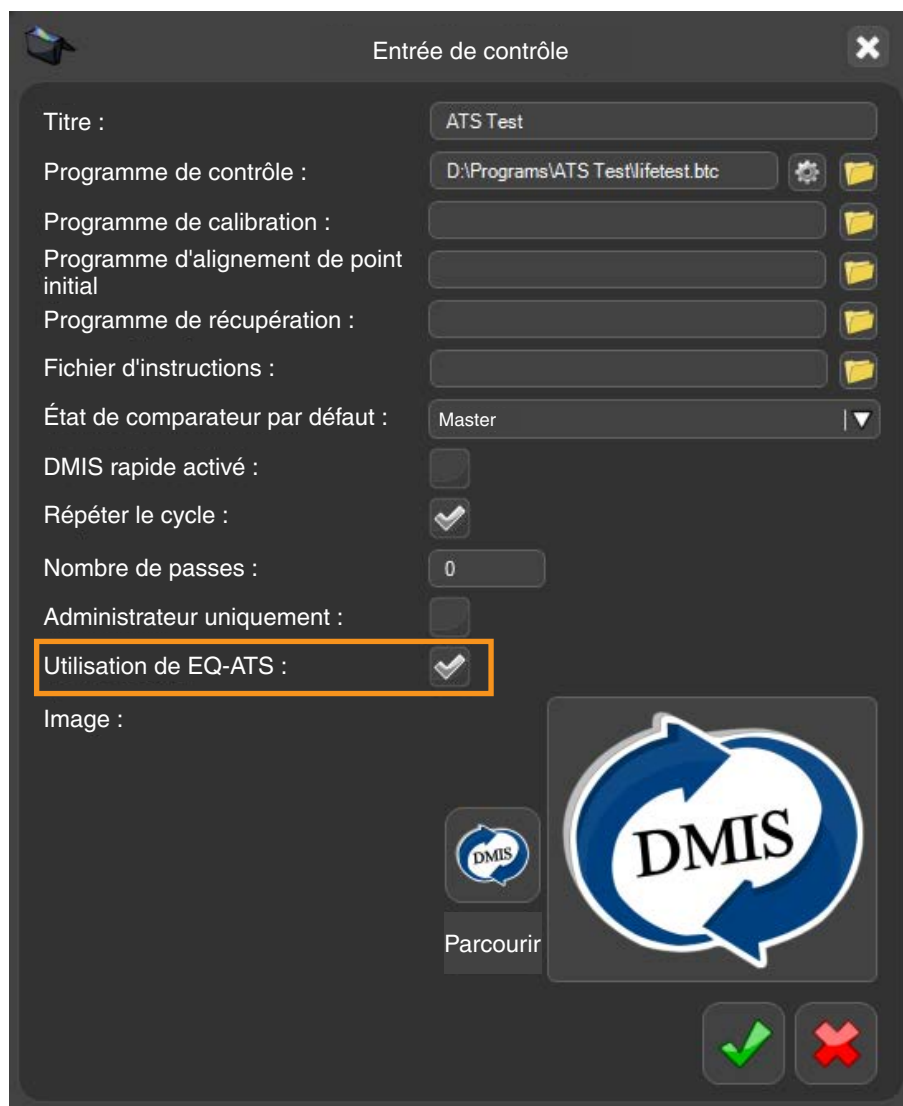 Entrée de contrôle
Titre :
ATS Test
Programme de contrôle :
D:\Programs\ATS Test\lifetest.btc
Programme de calibration :
Programme d'alignement de point
initial
Programme de récupération :
Fichier d'instructions :
État de comparateur par défaut :
Master
DMIS rapide activé :
Répéter le cycle :
Nombre de passes :
0
Administrateur uniquement :
Utilisation de EQ-ATS :
Image :
DMIS
DMIS
Parcourir